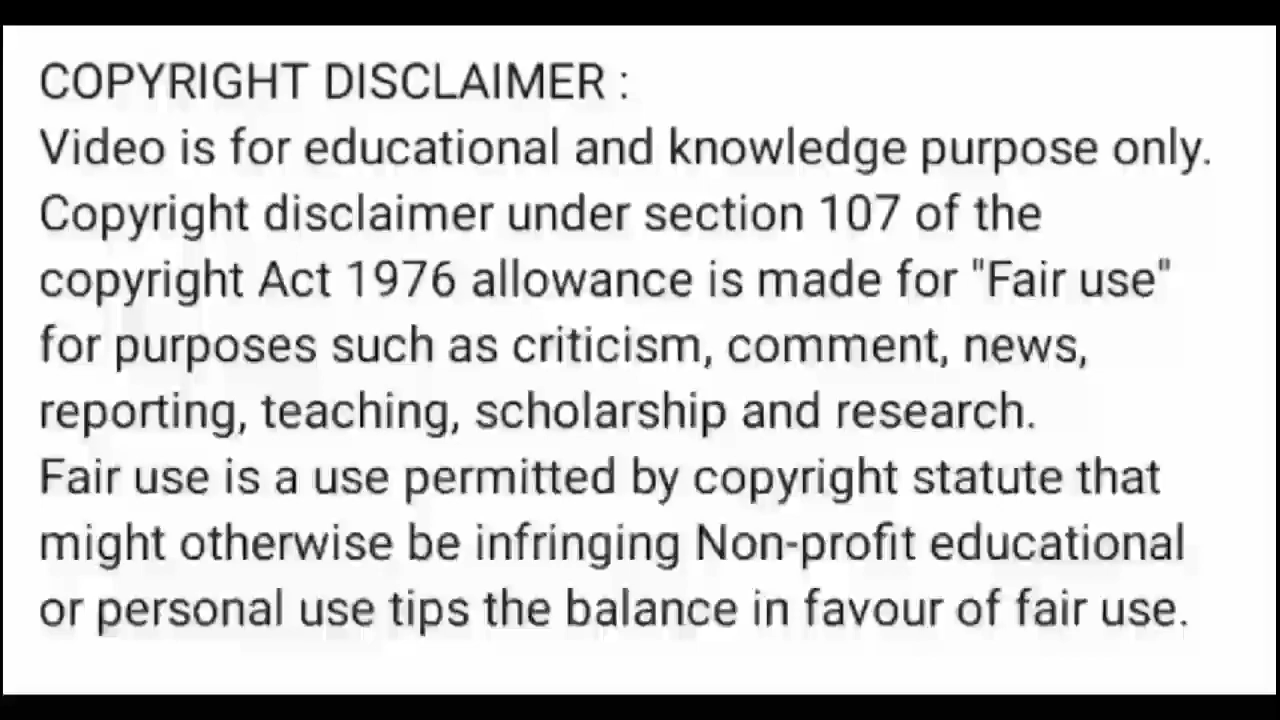 COPYRIGHT DISCLAIMER :
Video is for educational and knowledge purpose only.
Copyright disclaimer under section 107 of the
copyright Act 1976 allowance is made for "Fair use"
for purposes such as criticism, comment, news,
reporting, teaching, scholarship and research.
Fair use is a use permitted by copyright statute that
might otherwise be infringing Non-profit educational
or personal use tips the balance in favour of fair use.